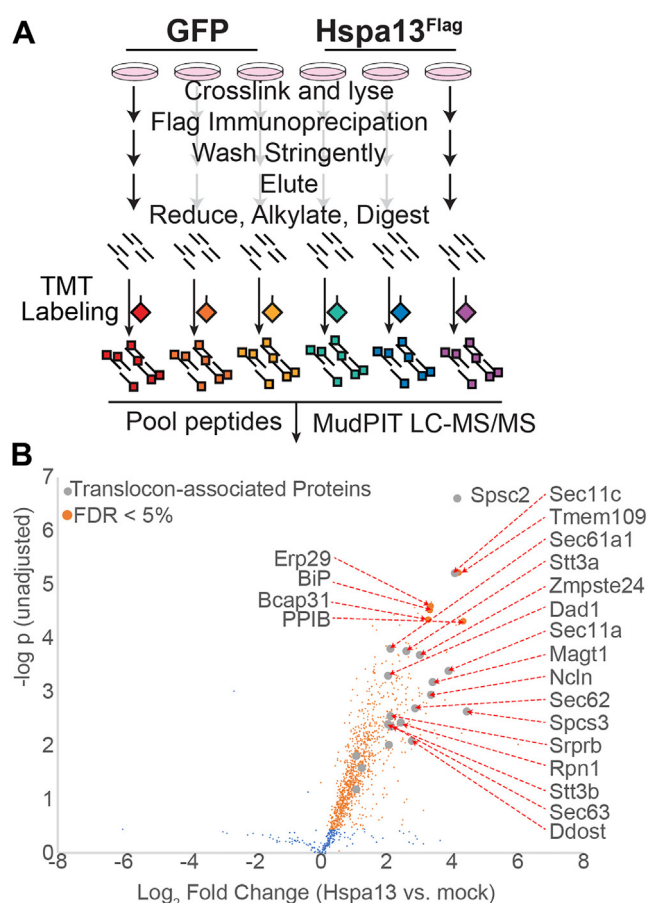 A
GFP
Hspa13Flag
Crosslink and lyse
Flag Immunoprecipation
Wash Stringently
Elute
Reduce, Alkylate, Digest
TMT
Labeling
Pool peptides
MudPIT LC-MS/MS
B
7
6
5
4
3
2
1
0
-log p (unadjusted)
Translocon-associated Proteins
FDR < 5%
Spsc2
Erp29
BiP
Bcap31
PPIB
Sec11c
Tmem109
Sec61a1
Stt3a
Zmpste24
Dad1
Sec11a
Magt1
Ncln
Sec62
Spcs3
Srprb
Rpn1
Stt3b
Sec63
Ddost
-8 -6 -4 -2 0 2 4 6 8
Log2 Fold Change (Hspa13 vs. mock)